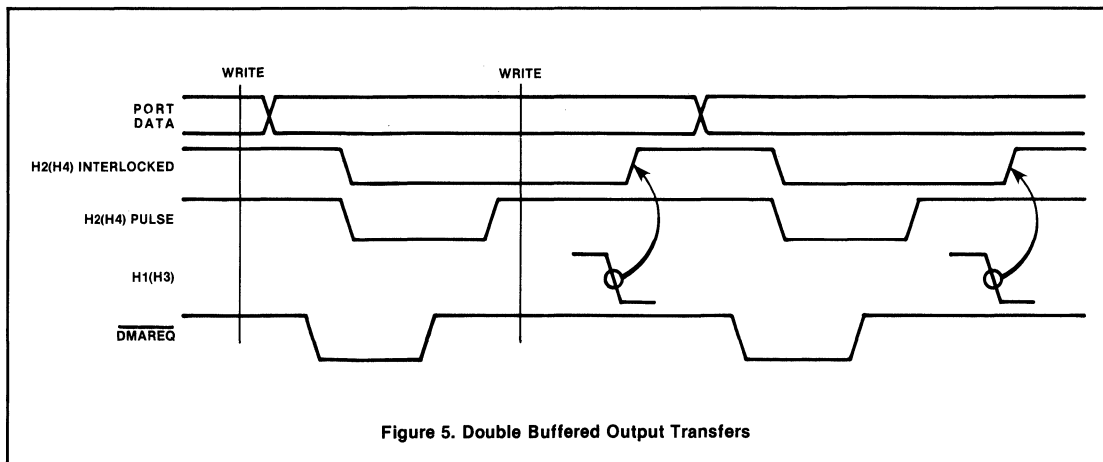 WRITE WRITE
PORT
DATA
H2(H4) INTERLOCKED
H2(H4) PULSE
H1(H3)
DMAREQ
Figure 5. Double Buffered Output Transfers